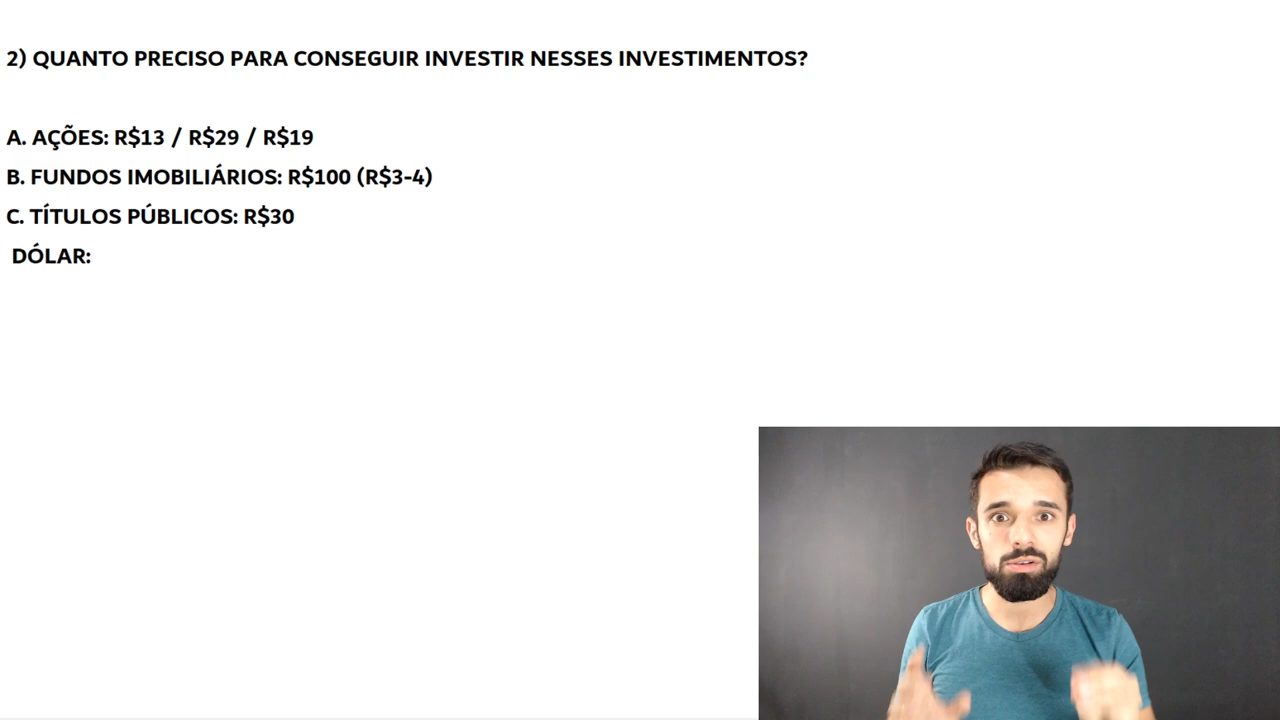 2) QUANTO PRECISO PARA CONSEGUIR INVESTIR NESSES INVESTIMENTOS?
A. AÇÕES: R$13 / R$29 / R$19
B. FUNDOS IMOBILIÁRIOS: R$100 (R$3-4)
C. TÍTULOS PÚBLICOS: R$30
DÓLAR: